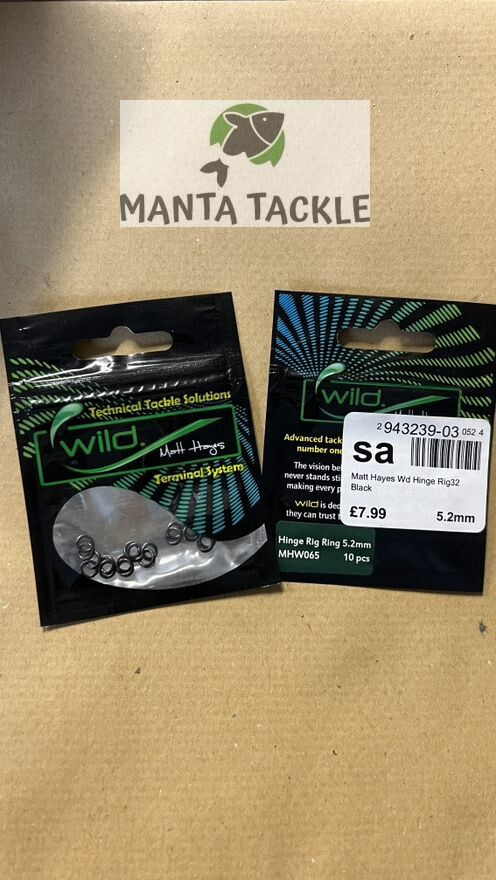 MANTA TACKLE
Technical Tackle Solutions
wild.
Matt Hayes
Terminal System
wild.
Advanced tack
number one
The vision be
never stands sti
making every p
wild is dec
they can trust
Hinge Rig Ring 5.2mm
MHW065 10 pcs
2 943239-03 052 4
sa
Matt Hayes Wd Hinge Rig32
Black
£7.99 5.2mm